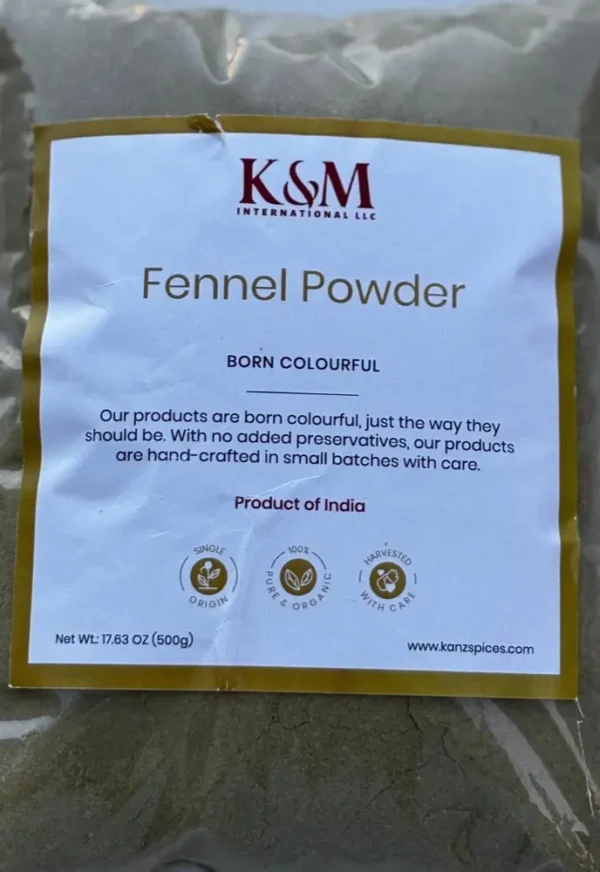 K&M
INTERNATIONAL LLC
Fennel Powder
BORN COLOURFUL
Our products are born colourful, just the way they
should be. With no added preservatives, our products
are hand-crafted in small batches with care.
Product of India
SINGLE
ORIGIN
100%
PURE & ORGANIC
HARVESTED
WITH CARE
Net Wt.: 17.63 OZ (500g)
www.kanzspices.com